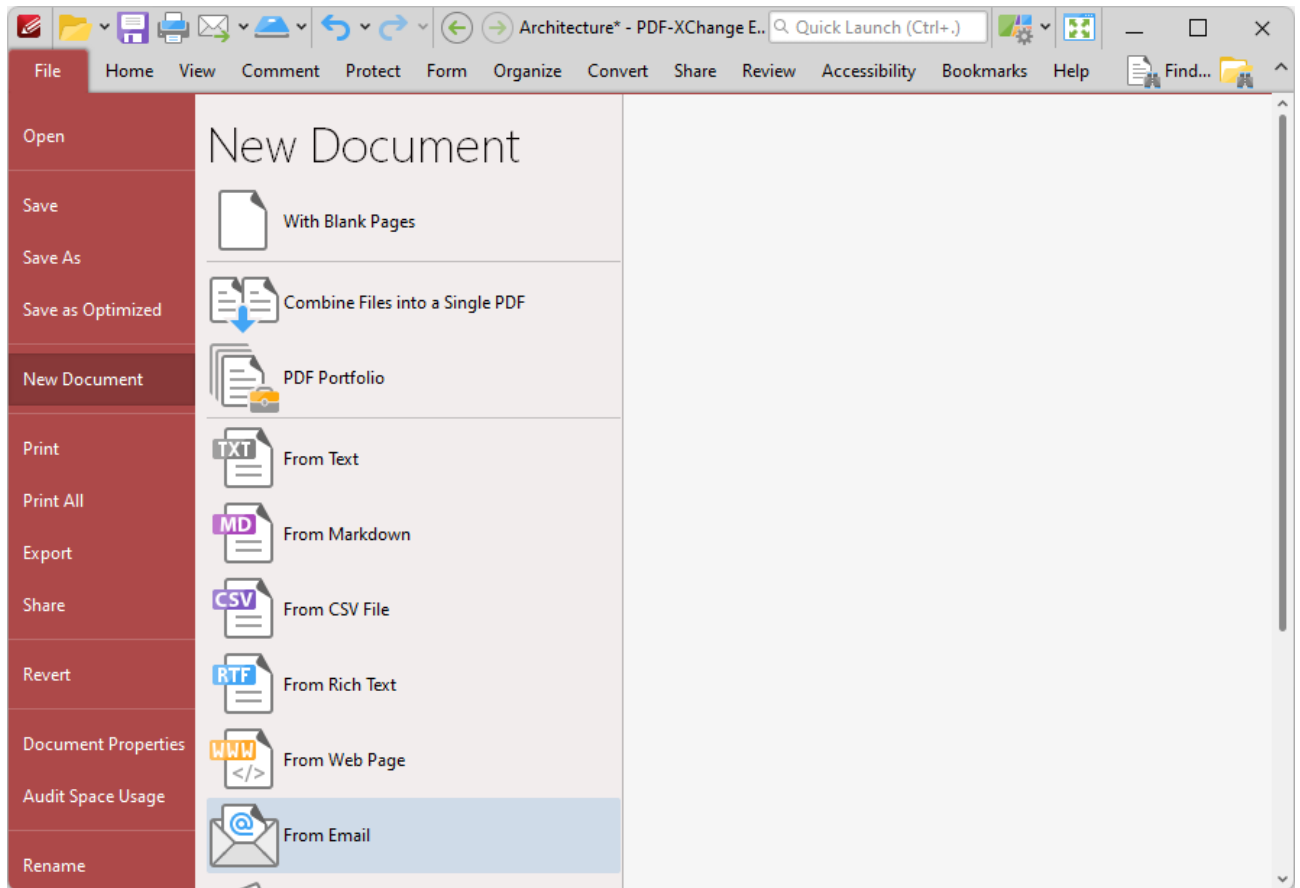 Architecture* - PDF-XChange E..
Quick Launch (Ctrl+.)
File Home View Comment Protect Form Organize Convert Share Review Accessibility Bookmarks Help Find...
Open
Save
Save As
Save as Optimized
New Document
Print
Print All
Export
Share
Revert
Document Properties
Audit Space Usage
Rename
New Document
With Blank Pages
Combine Files into a Single PDF
PDF Portfolio
TXT From Text
MD From Markdown
CSV From CSV File
RTF From Rich Text
WWW </> From Web Page
@ From Email